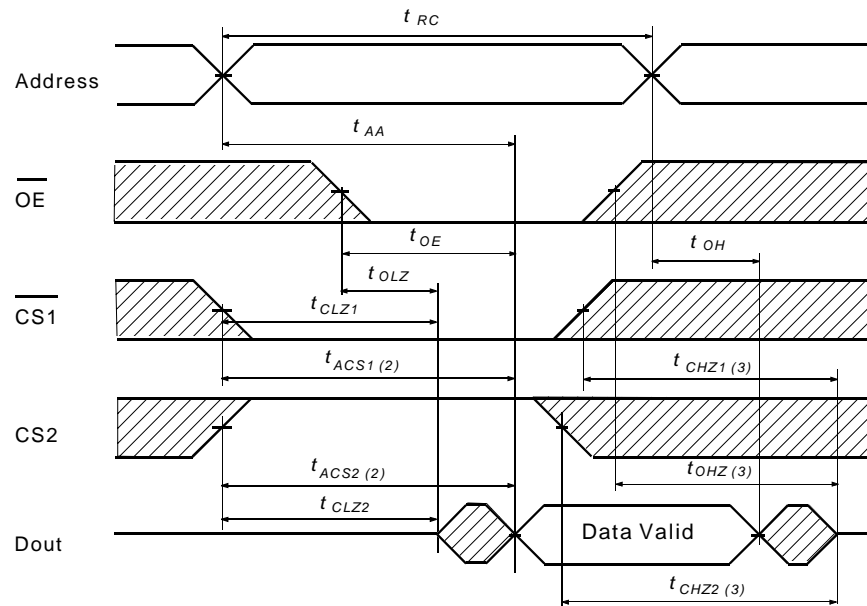 t RC
Address
t AA
OE
t OE
t OH
t OLZ
CS1
t CLZ1
t ACS1 (2)
t CHZ1 (3)
CS2
t ACS2 (2)
t OHZ (3)
t CLZ2
Dout
Data Valid
t CHZ2 (3)